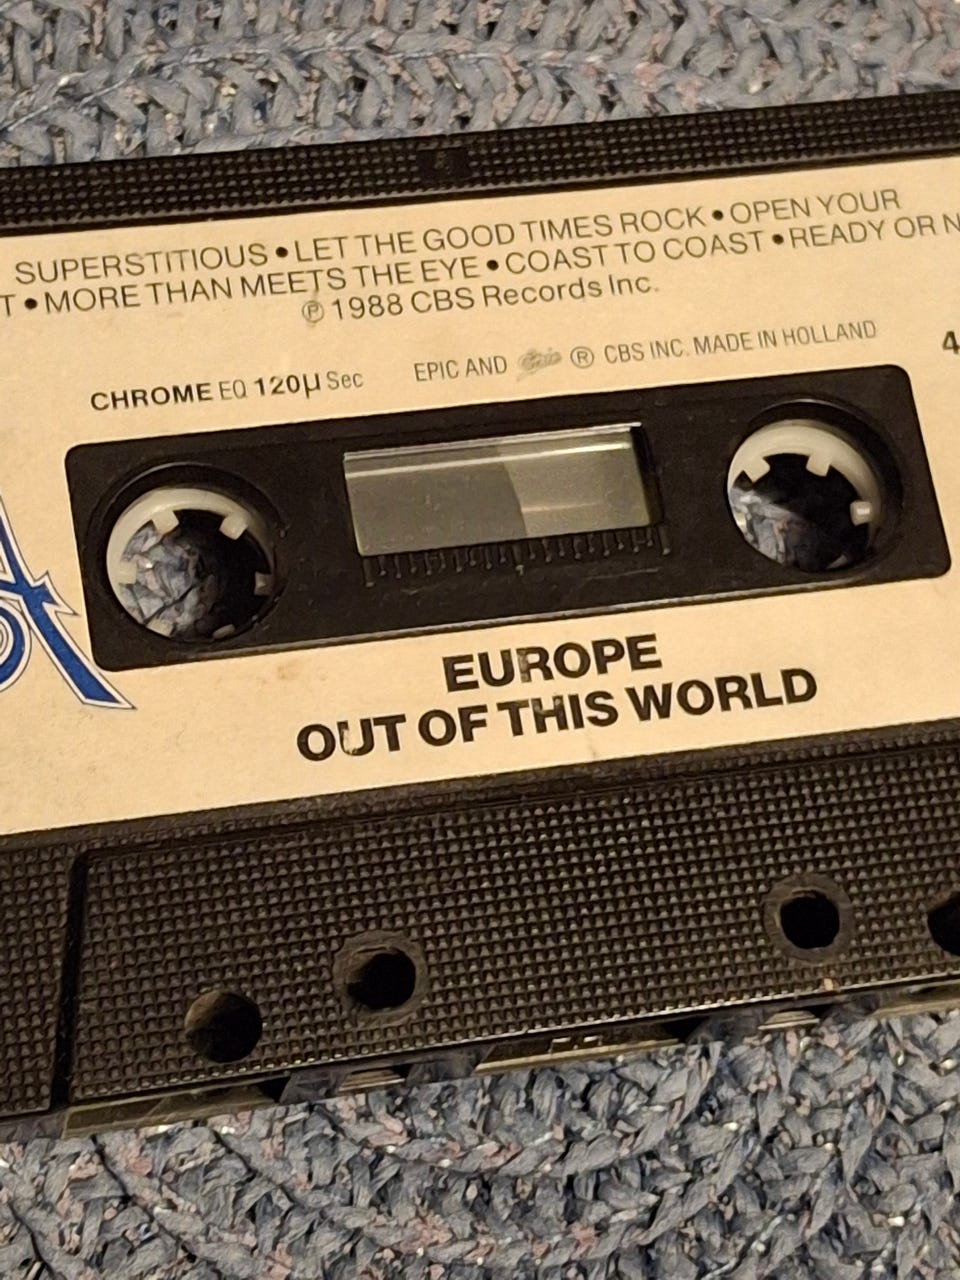 SUPERSTITIOUS • LET THE GOOD TIMES ROCK • OPEN YOUR
T • MORE THAN MEETS THE EYE • COAST TO COAST • READY OR N
℗ 1988 CBS Records Inc.
CHROME EQ 120µ Sec
EPIC AND Epic ® CBS INC. MADE IN HOLLAND
4
A
EUROPE
OUT OF THIS WORLD